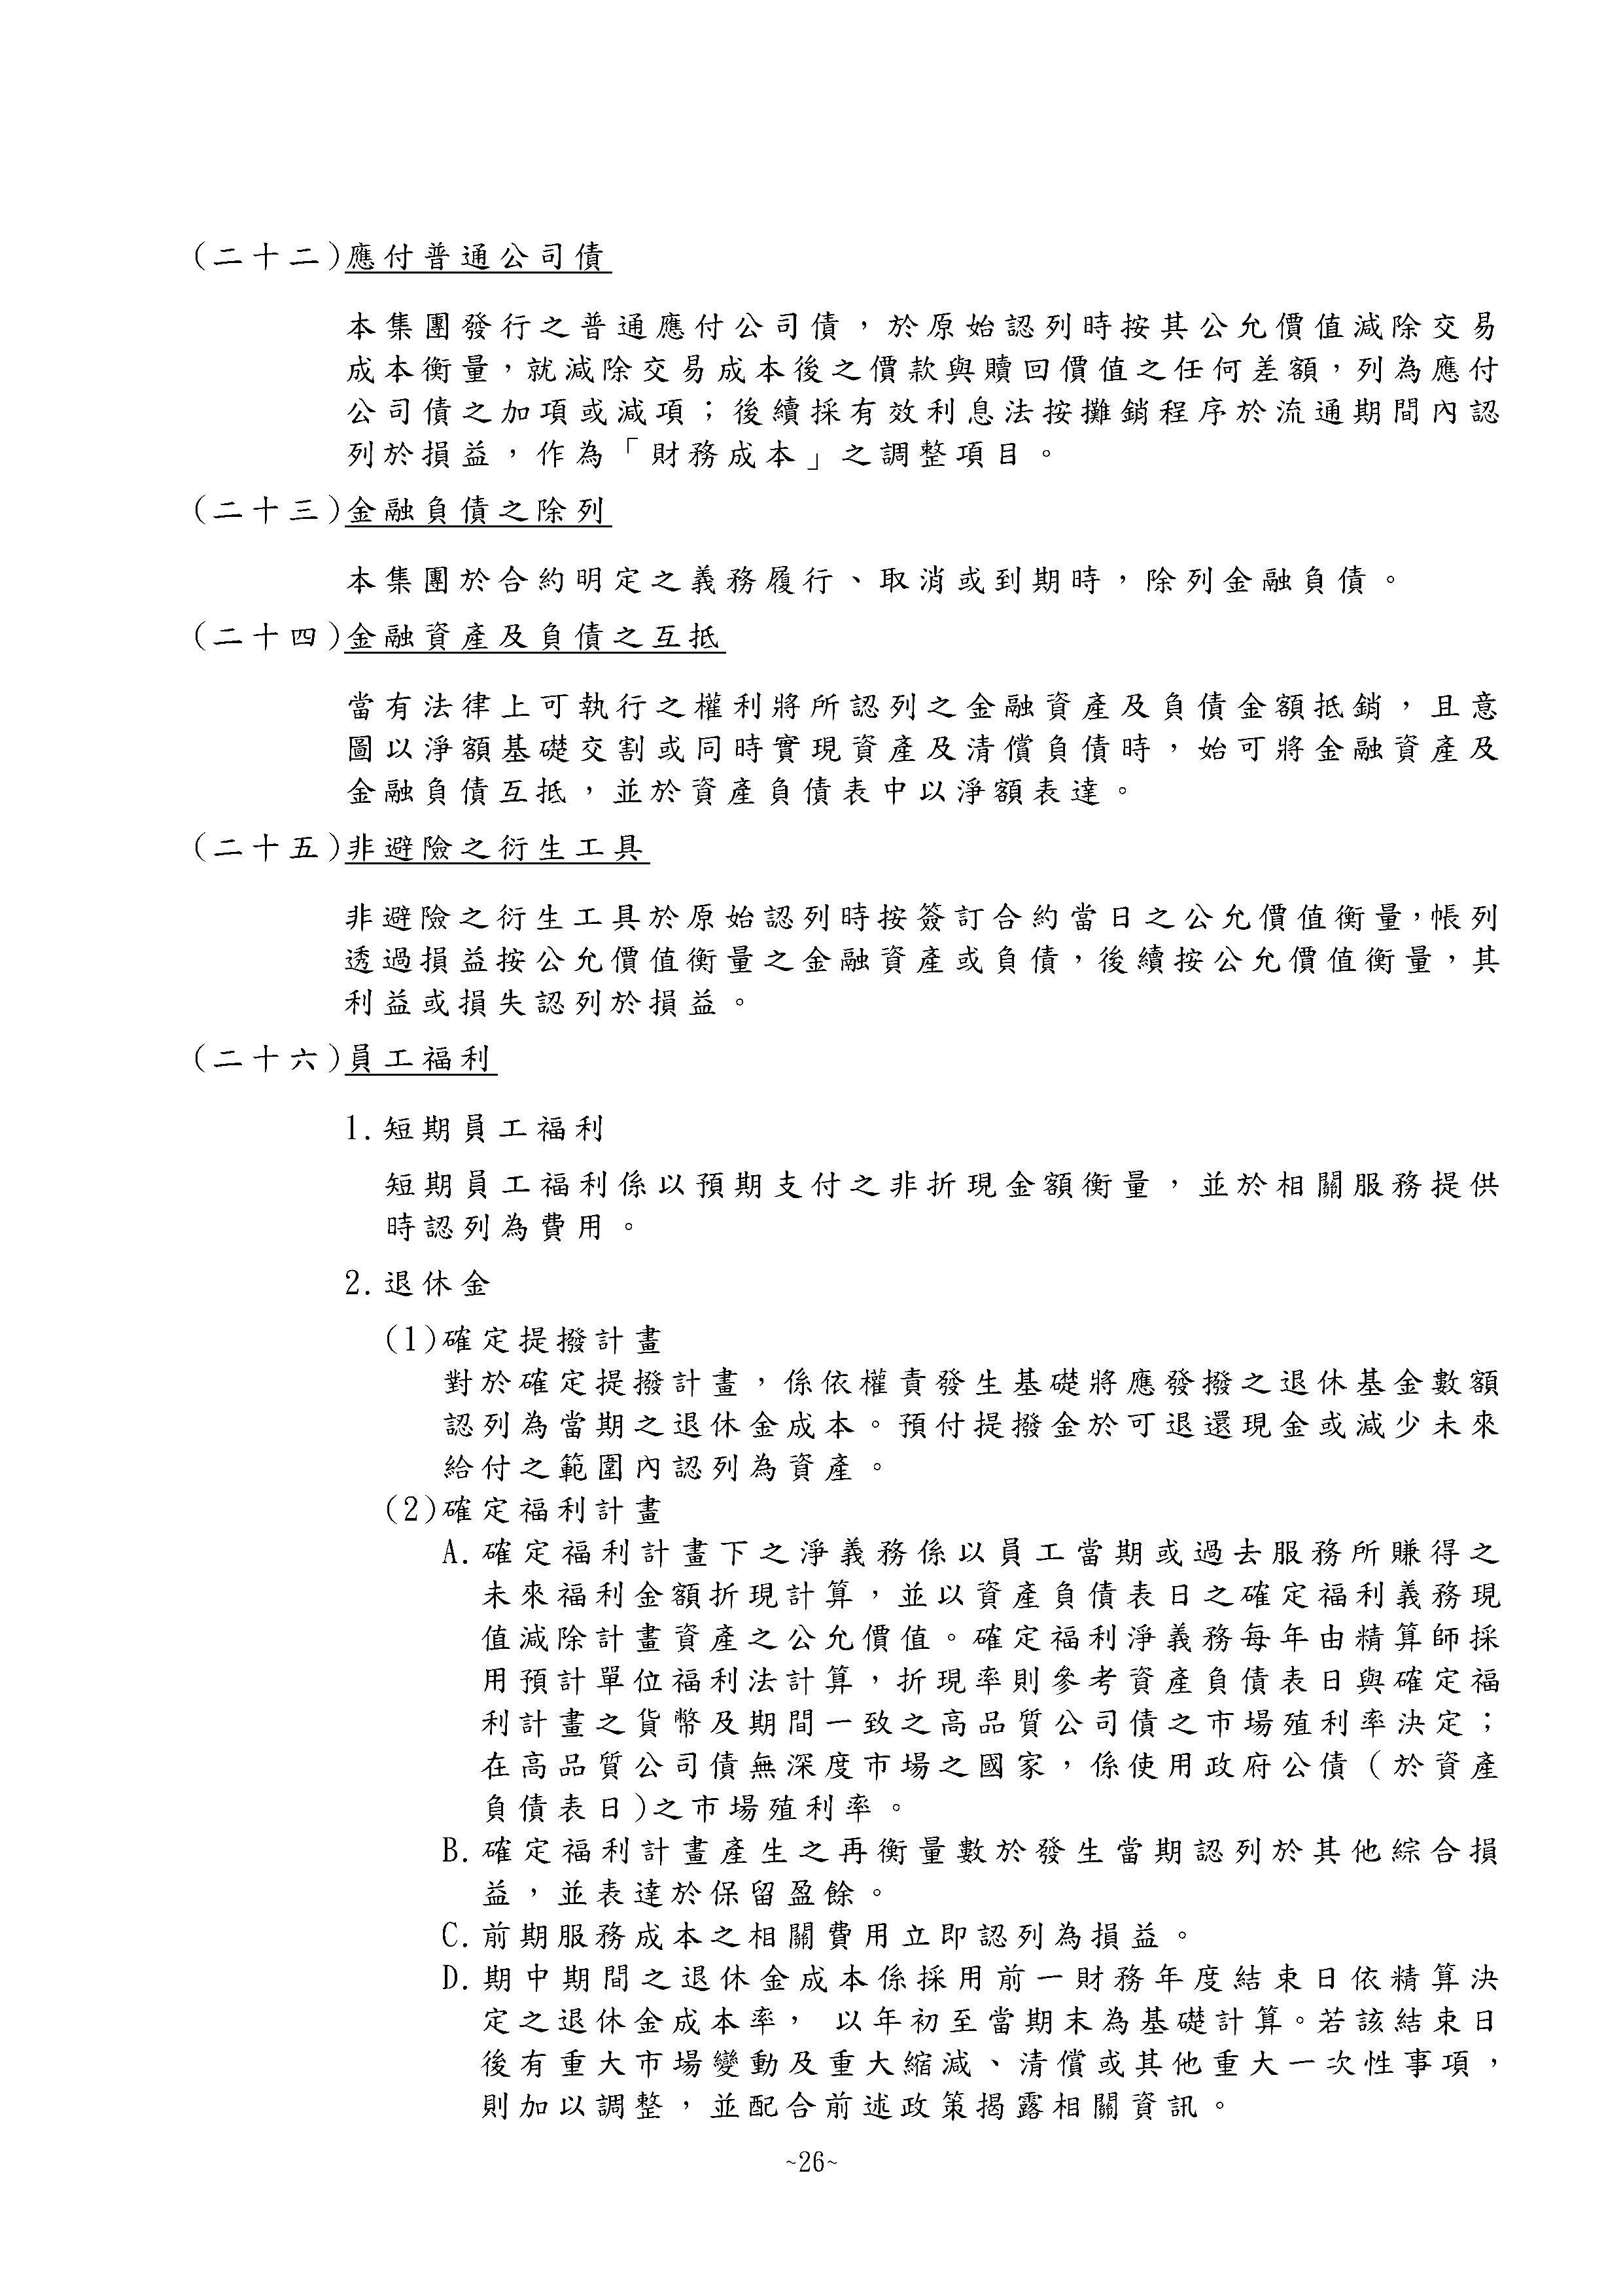 (二十二)應付普通公司債
本集團發行之普通應付公司債，於原始認列時按其公允價值減除交易
成本衡量，就減除交易成本後之價款與贖回價值之任何差額，列為應付
公司債之加項或減項；後續採有效利息法按攤銷程序於流通期間內認
列於損益，作為「財務成本」之調整項目。
(二十三)金融負債之除列
本集團於合約明定之義務履行、取消或到期時，除列金融負債。
(二十四)金融資產及負債之互抵
當有法律上可執行之權利將所認列之金融資產及負債金額抵銷，且意
圖以淨額基礎交割或同時實現資產及清償負債時，始可將金融資產及
金融負債互抵，並於資產負債表中以淨額表達。
(二十五)非避險之衍生工具
非避險之衍生工具於原始認列時按簽訂合約當日之公允價值衡量，帳列
透過損益按公允價值衡量之金融資產或負債，後續按公允價值衡量，其
利益或損失認列於損益。
(二十六)員工福利
1.短期員工福利
短期員工福利係以預期支付之非折現金額衡量，並於相關服務提供
時認列為費用。
2.退休金
(1)確定提撥計畫
對於確定提撥計畫，係依權責發生基礎將應發撥之退休基金數額
認列為當期之退休金成本。預付提撥金於可退還現金或減少未來
給付之範圍內認列為資產。
(2)確定福利計畫
A.確定福利計畫下之淨義務係以員工當期或過去服務所賺得之
未來福利金額折現計算，並以資產負債表日之確定福利義務現
值減除計畫資產之公允價值。確定福利淨義務每年由精算師採
用預計單位福利法計算，折現率則參考資產負債表日與確定福
利計畫之貨幣及期間一致之高品質公司債之市場殖利率決定；
在高品質公司債無深度市場之國家，係使用政府公債(於資產
負債表日)之市場殖利率。
B.確定福利計畫產生之再衡量數於發生當期認列於其他綜合損
益，並表達於保留盈餘。
C.前期服務成本之相關費用立即認列為損益。
D.期中期間之退休金成本係採用前一財務年度結束日依精算決
定之退休金成本率， 以年初至當期末為基礎計算。若該結束日
後有重大市場變動及重大縮減、清償或其他重大一次性事項，
則加以調整，並配合前述政策揭露相關資訊。
~26~